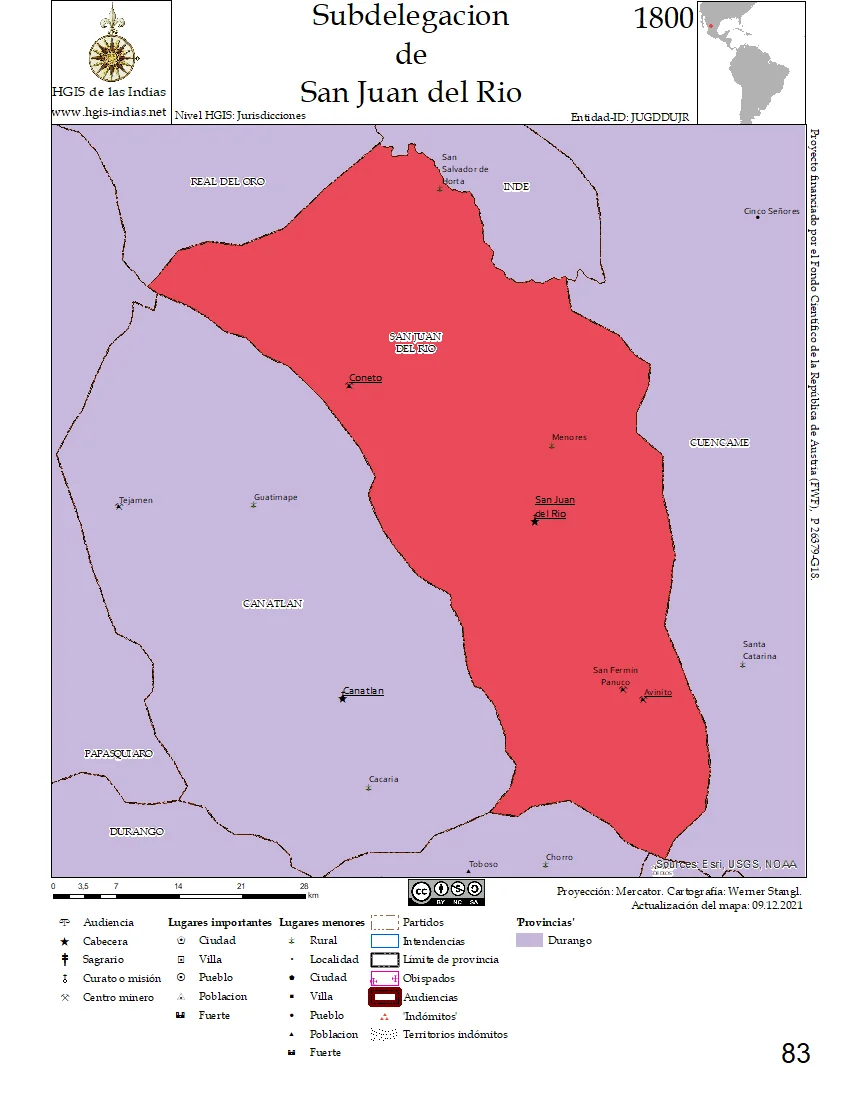 Subdelegacion
de
San Juan del Rio
1800
HGIS de las Indias
www.hgis-indias.net
Nivel HGIS: Jurisdicciones
Entidad-ID: JUGDDUJR
Proyecto financiado por el Fondo Científico de la República de Austria (FWF), P 26379-G18.
San
Salvador de
Horta
REAL DEL ORO
INDE
Cinco Señores
SAN JUAN
DEL RIO
Coneto
Menores
CUENCAME
Tejamen
Guatimape
San Juan
del Rio
CANATLAN
Santa
Catarina
San Fermin
Panuco
Avinito
Canatlan
PAPASQUIARO
Cacaria
DURANGO
Toboso
Chorro
Sources: Esri, USGS, NOAA
0 3,5 7 14 21 28
km
CC BY NC SA
Proyección: Mercator. Cartografía: Werner Stangl.
Actualización del mapa: 09.12.2021
Audiencia
Cabecera
Sagrario
Curato o misión
Centro minero
Lugares importantes
Ciudad
Villa
Pueblo
Poblacion
Fuerte
Lugares menores
Rural
Localidad
Ciudad
Villa
Pueblo
Poblacion
Fuerte
Partidos
Intendencias
Límite de provincia
Obispados
Audiencias
'Indómitos'
Territorios indómitos
'Provincias'
Durango
83